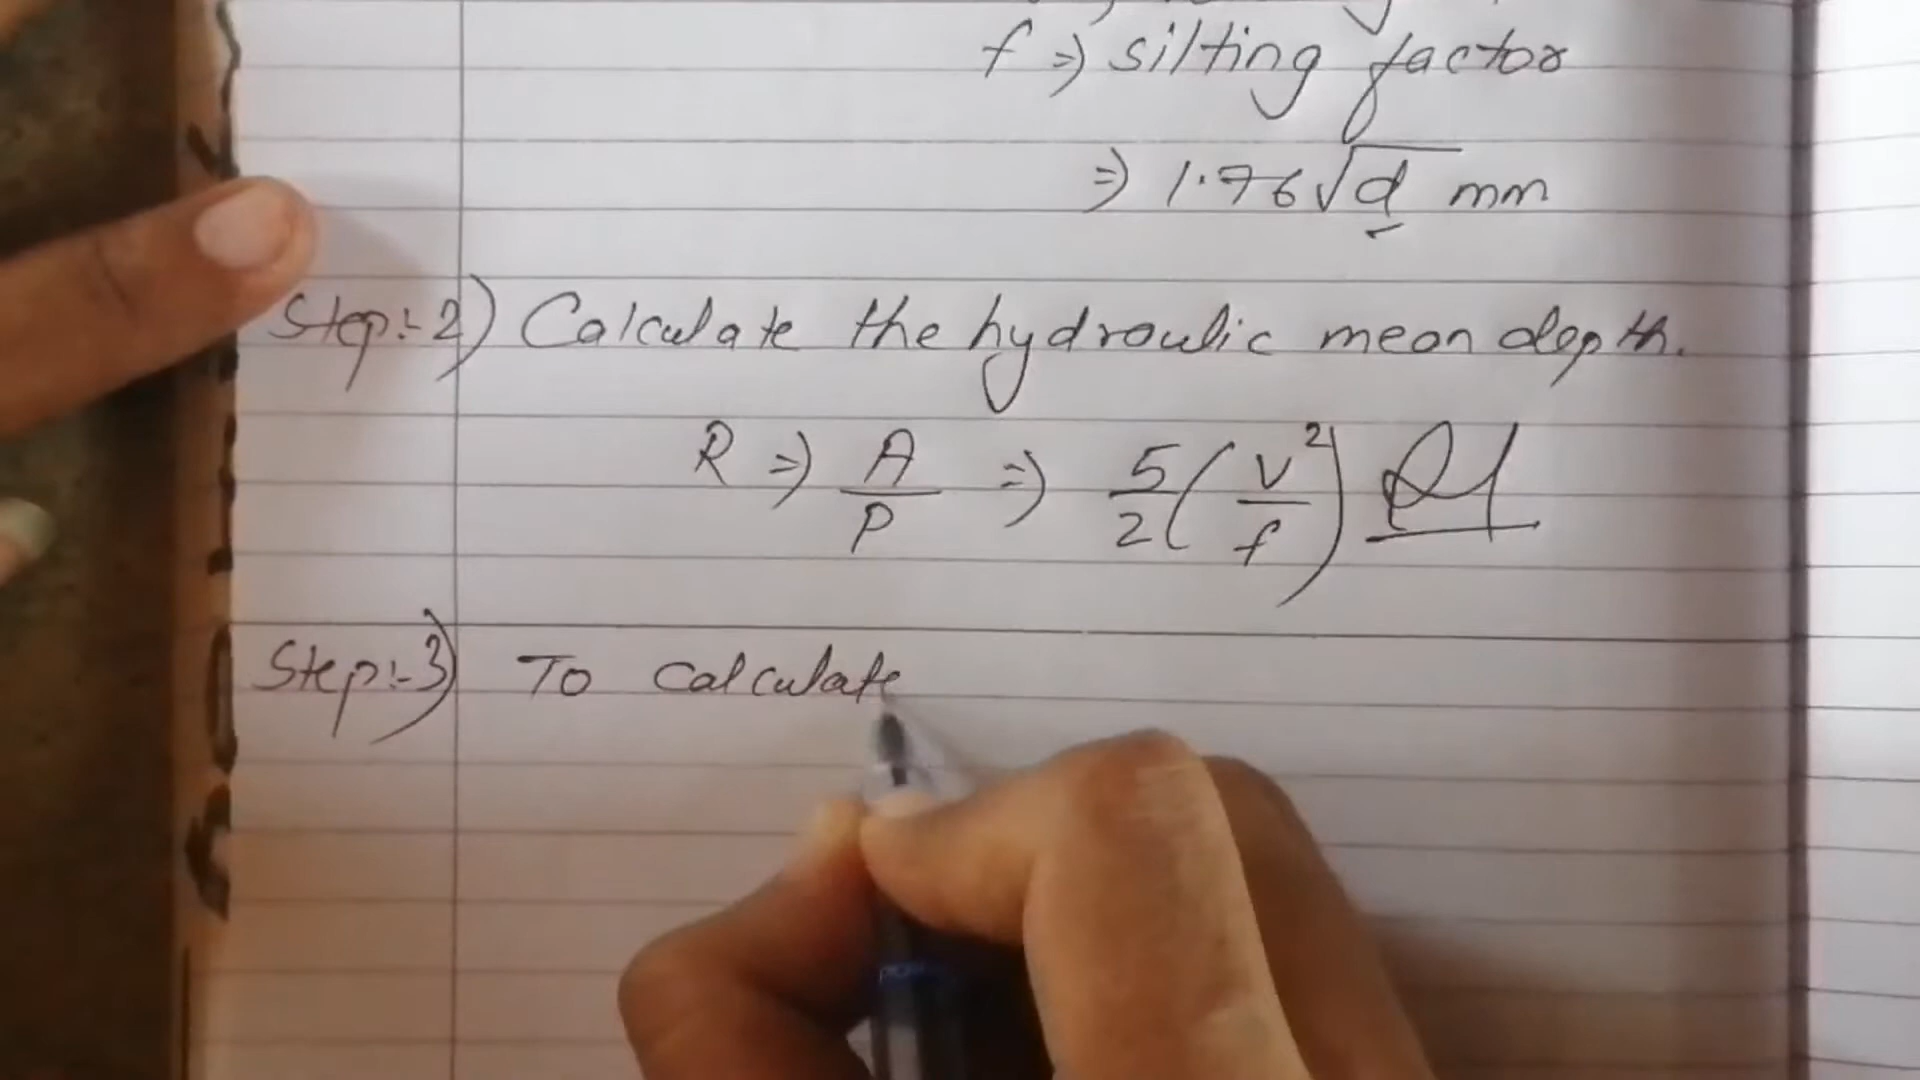 f => silting factor
=> 1.76√d mm
Step:-2) Calculate the hydraulic mean depth.
R => A/P => 5/2 (V²/f)
Step:-3) To calculate